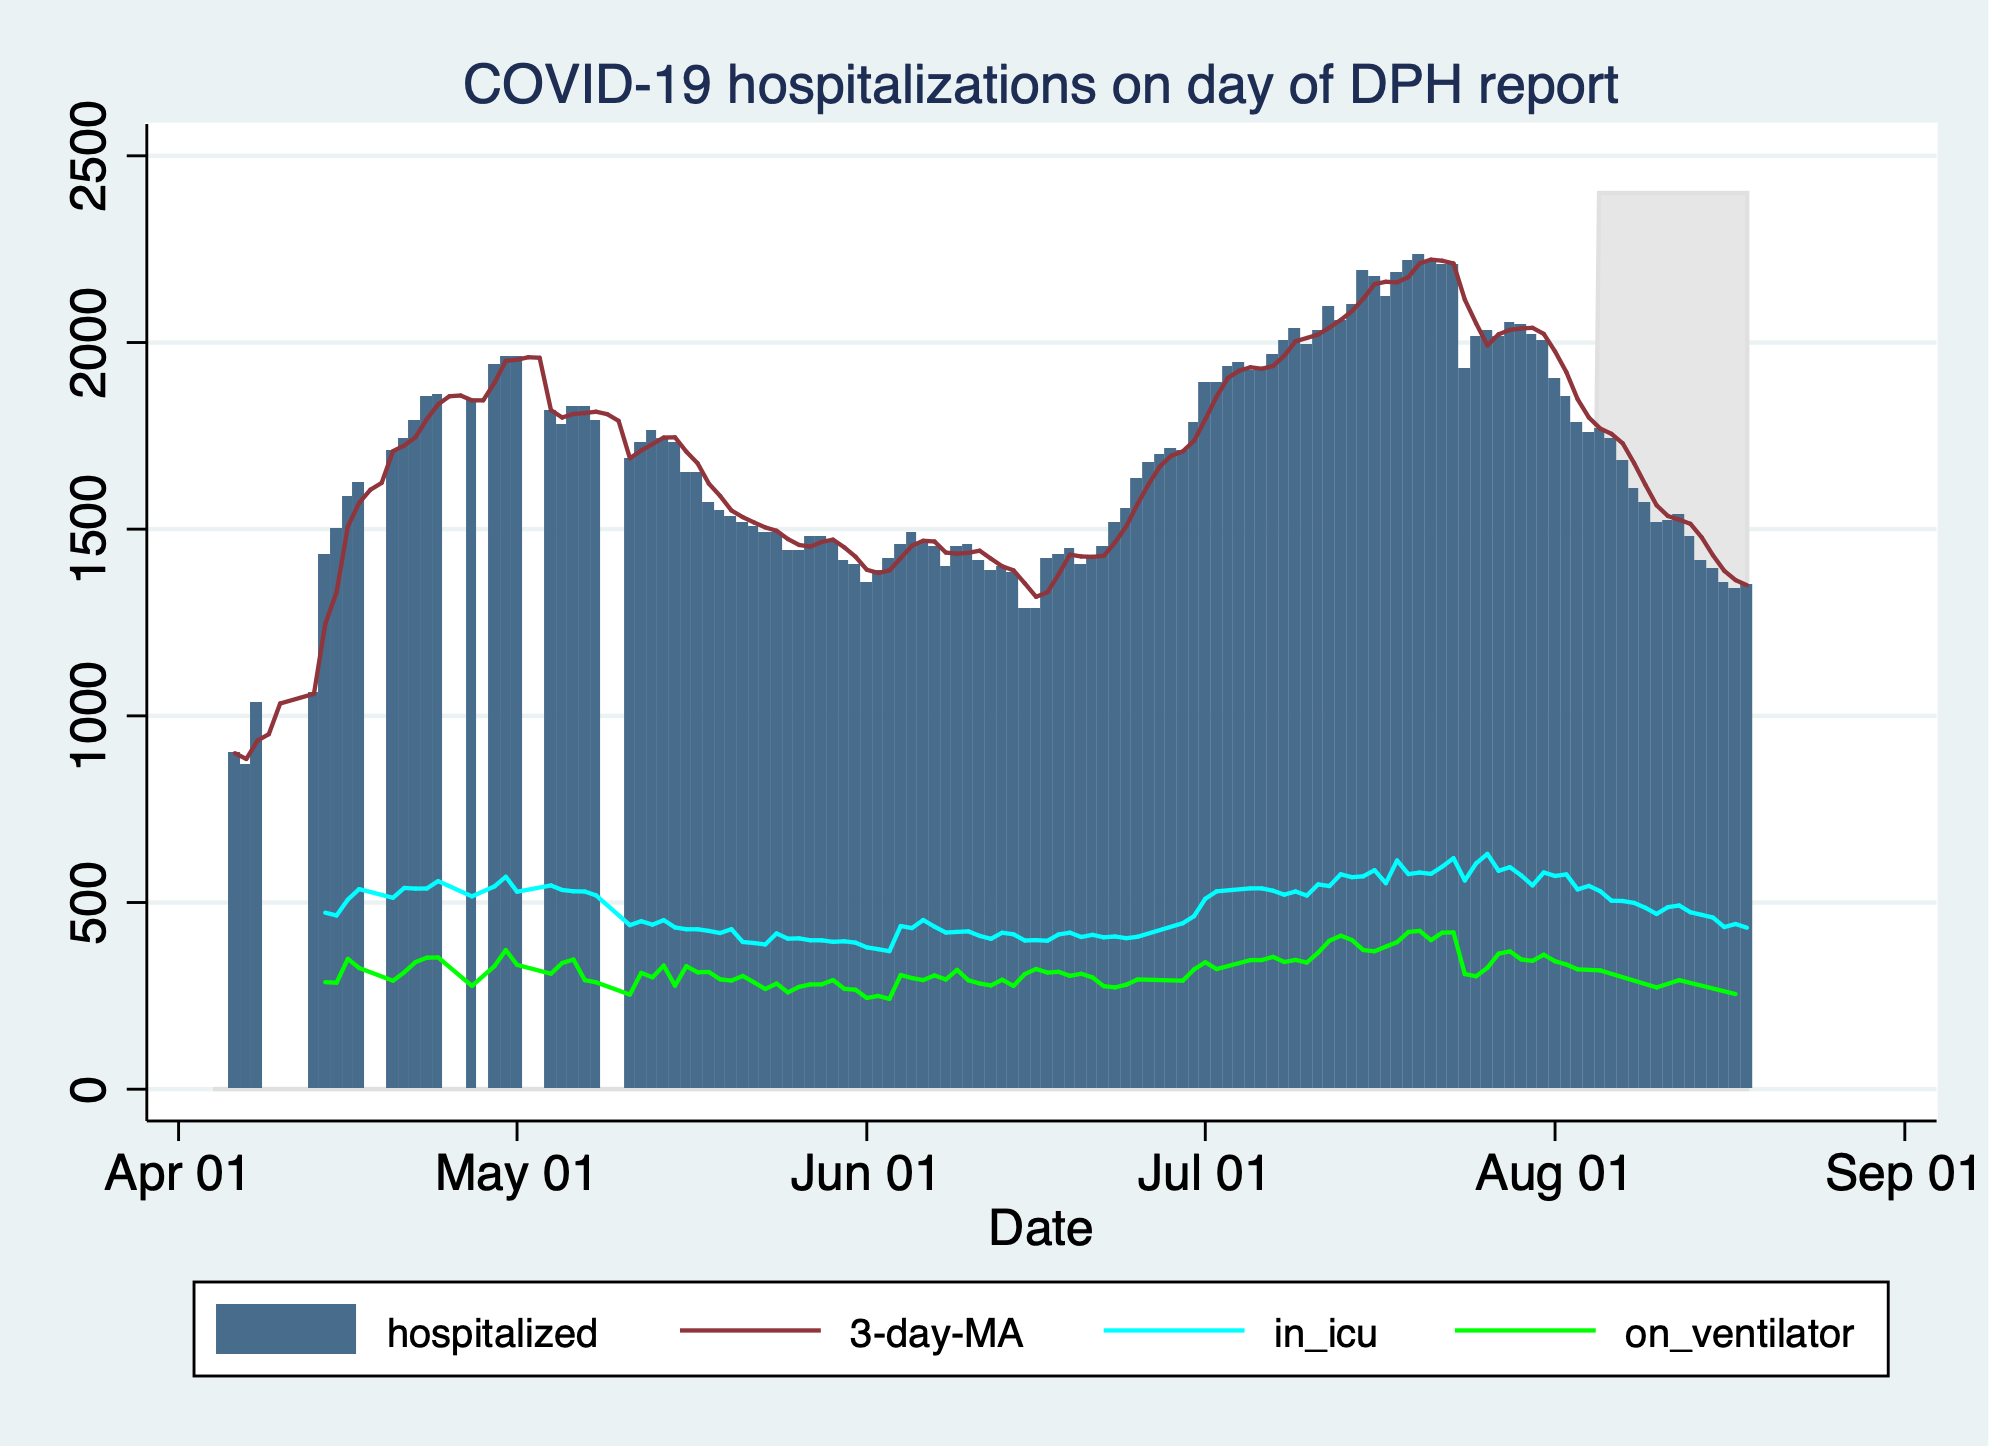 COVID-19 hospitalizations on day of DPH report
2500
2000
1500
1000
500
0
Apr 01 May 01 Jun 01 Jul 01 Aug 01 Sep 01
Date
hospitalized 3-day-MA in_icu on_ventilator